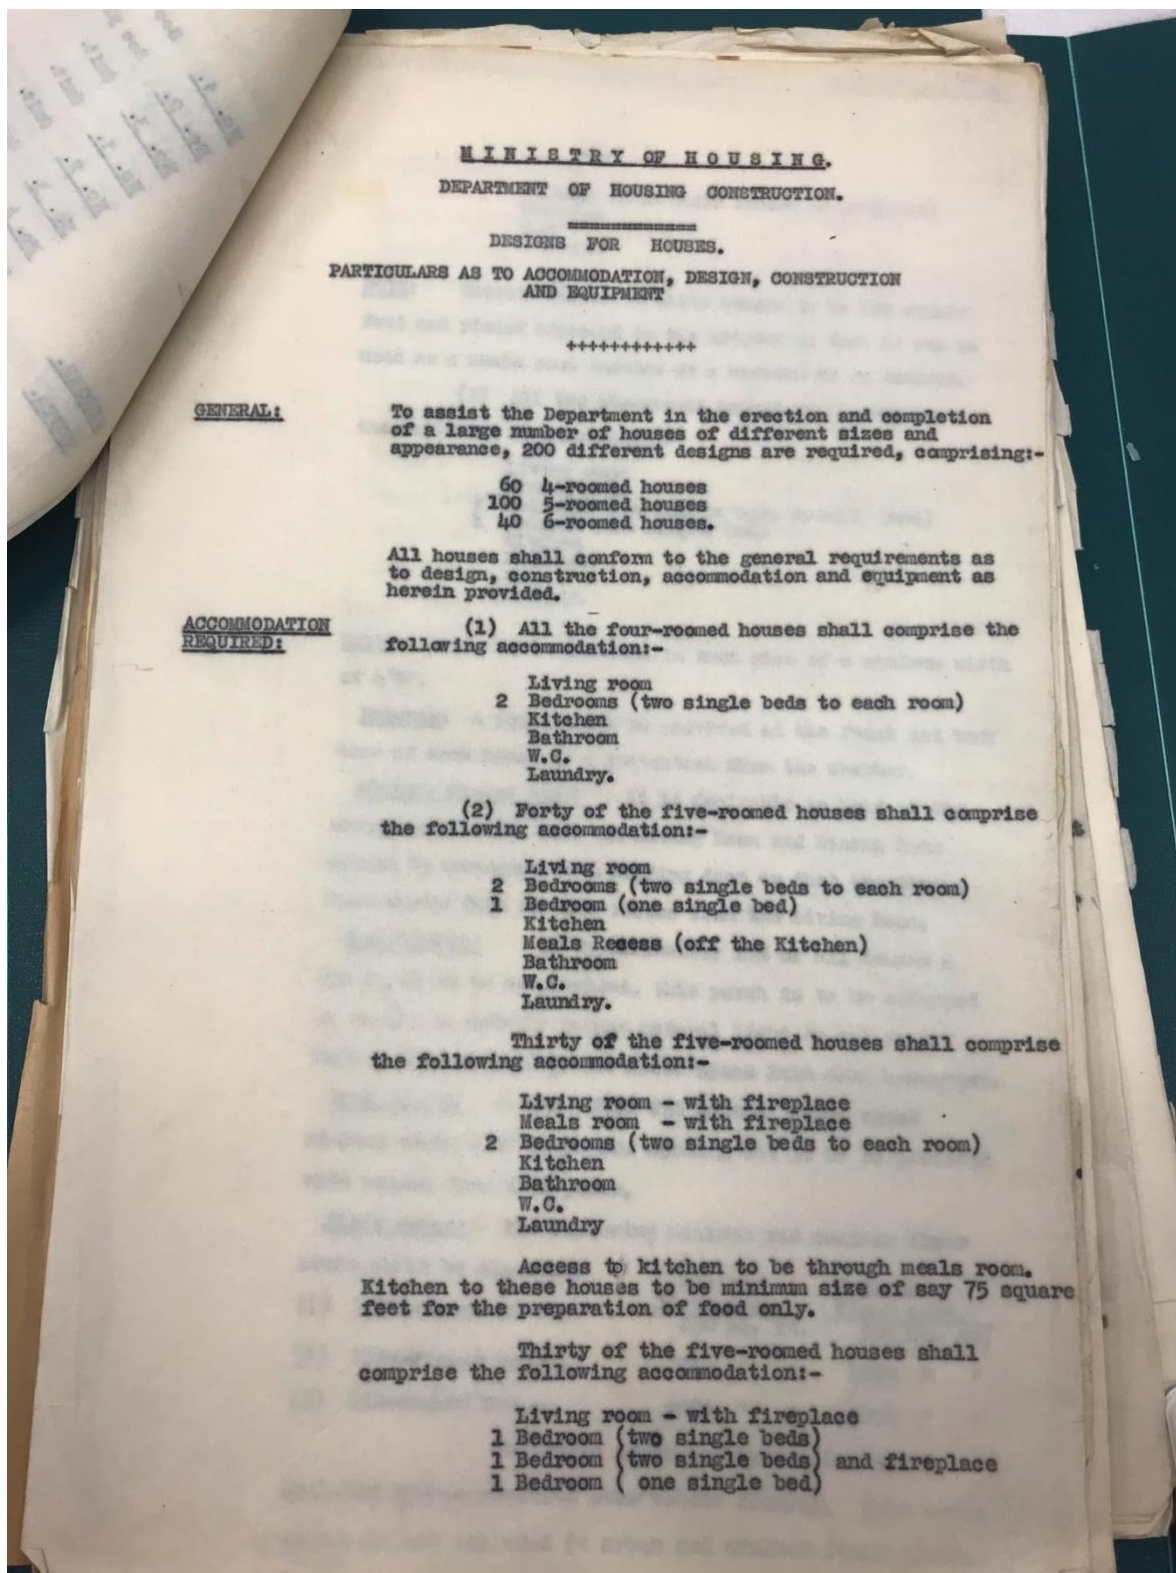 MINISTRY OF HOUSING.
DEPARTMENT OF HOUSING CONSTRUCTION.
============
DESIGNS FOR HOUSES.
PARTICULARS AS TO ACCOMMODATION, DESIGN, CONSTRUCTION
AND EQUIPMENT
++++++++++++
GENERAL: To assist the Department in the erection and completion
of a large number of houses of different sizes and
appearance, 200 different designs are required, comprising:-
60 4-roomed houses
100 5-roomed houses
40 6-roomed houses.
All houses shall conform to the general requirements as
to design, construction, accommodation and equipment as
herein provided.
ACCOMMODATION
REQUIRED:
(1) All the four-roomed houses shall comprise the
following accommodation:-
Living room
2 Bedrooms (two single beds to each room)
Kitchen
Bathroom
W.C.
Laundry.
(2) Forty of the five-roomed houses shall comprise
the following accommodation:-
Living room
2 Bedrooms (two single beds to each room)
1 Bedroom (one single bed)
Kitchen
Meals Recess (off the Kitchen)
Bathroom
W.C.
Laundry.
Thirty of the five-roomed houses shall comprise
the following accommodation:-
Living room - with fireplace
Meals room - with fireplace
2 Bedrooms (two single beds to each room)
Kitchen
Bathroom
W.C.
Laundry
Access to kitchen to be through meals room.
Kitchen to these houses to be minimum size of say 75 square
feet for the preparation of food only.
Thirty of the five-roomed houses shall
comprise the following accommodation:-
Living room - with fireplace
1 Bedroom (two single beds)
1 Bedroom (two single beds) and fireplace
1 Bedroom ( one single bed)